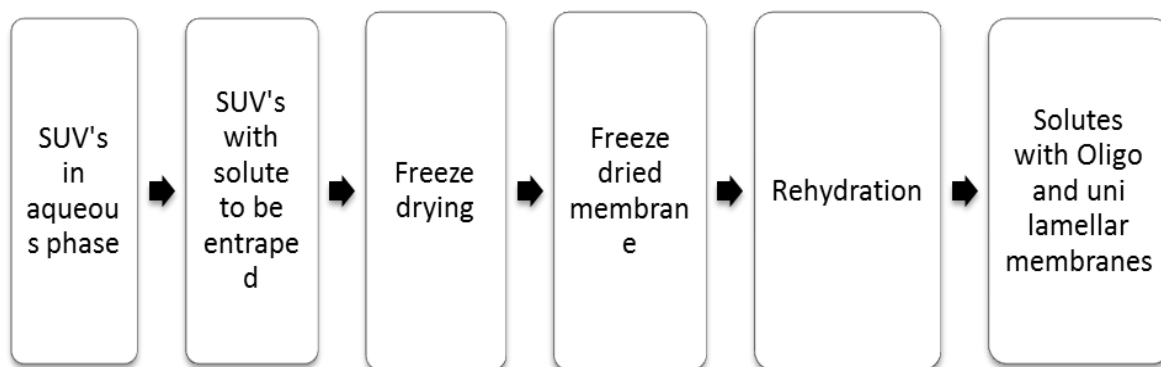 SUV's
in
aqueou
s phase
SUV's
with
solute
to be
entrape
d
Freeze
drying
Freeze
dried
membran
e
Rehydration
Solutes
with Oligo
and uni
lamellar
membranes